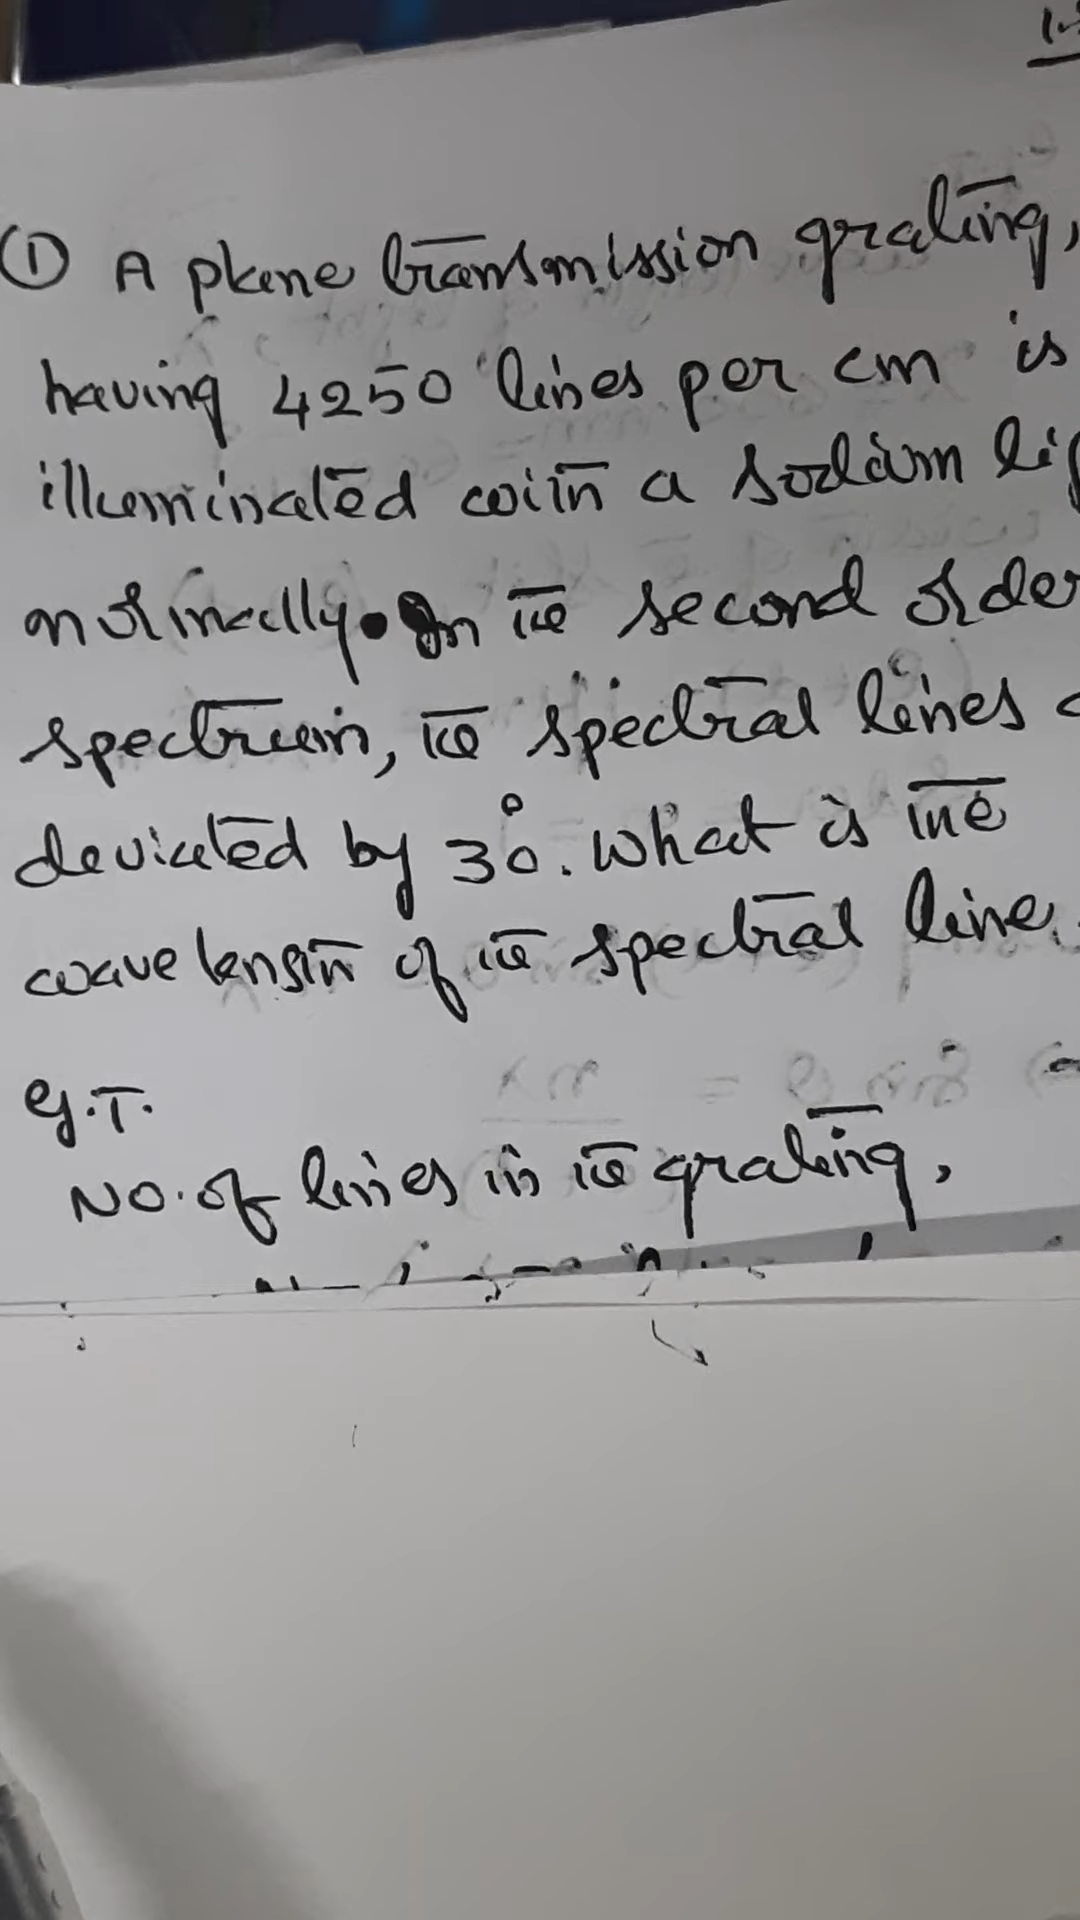 ① A plane transmission grating,
having 4250 lines per cm is
illuminated with a sodium
normally. In the second order
spectrum, the spectral lines
deviated by 30°. What is the
wavelength of the spectral line.
G.T.
No. of lines in the grating,